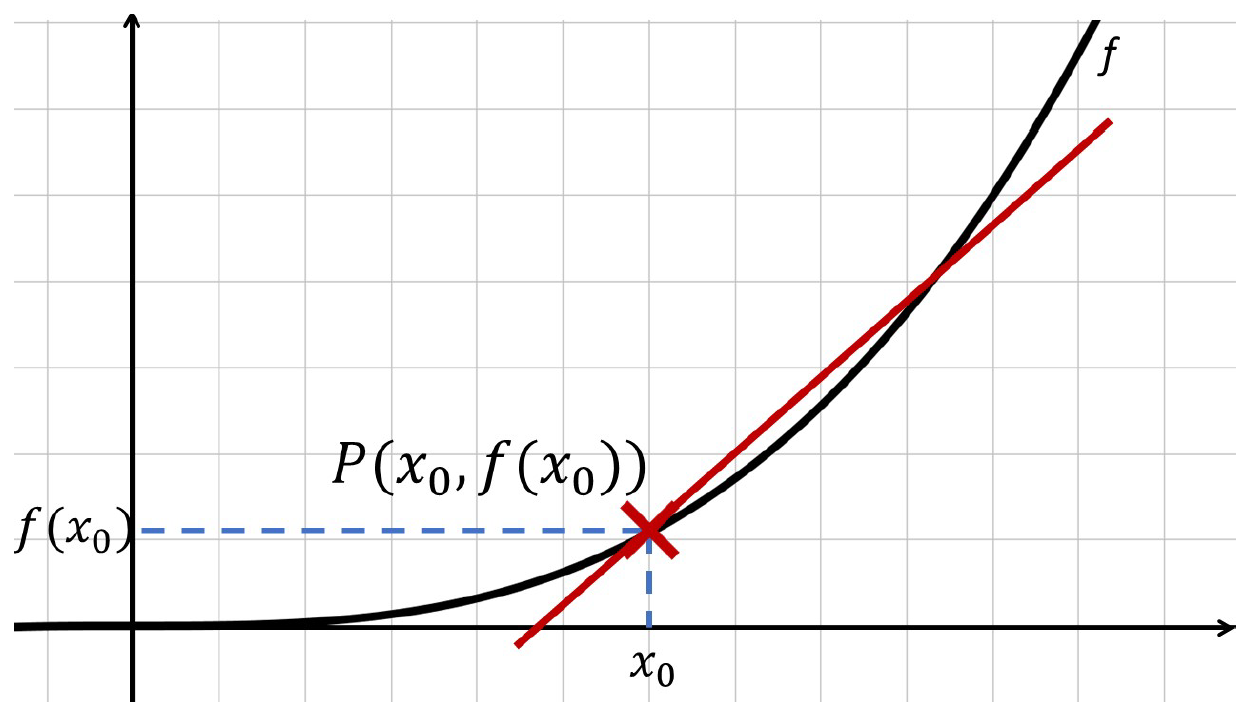 f
P(x₀, f(x₀))
f(x₀)
x₀